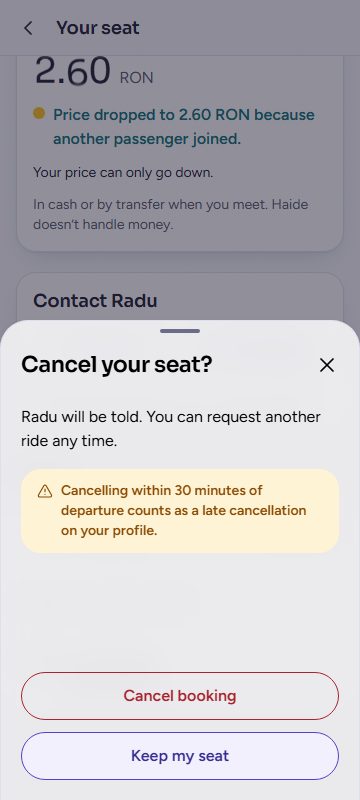 Your seat
2.60 RON
Price dropped to 2.60 RON because
another passenger joined.
Your price can only go down.
In cash or by transfer when you meet. Haide
doesn't handle money.
Contact Radu
Cancel your seat?
Radu will be told. You can request another
ride any time.
Cancelling within 30 minutes of
departure counts as a late cancellation
on your profile.
Cancel booking
Keep my seat